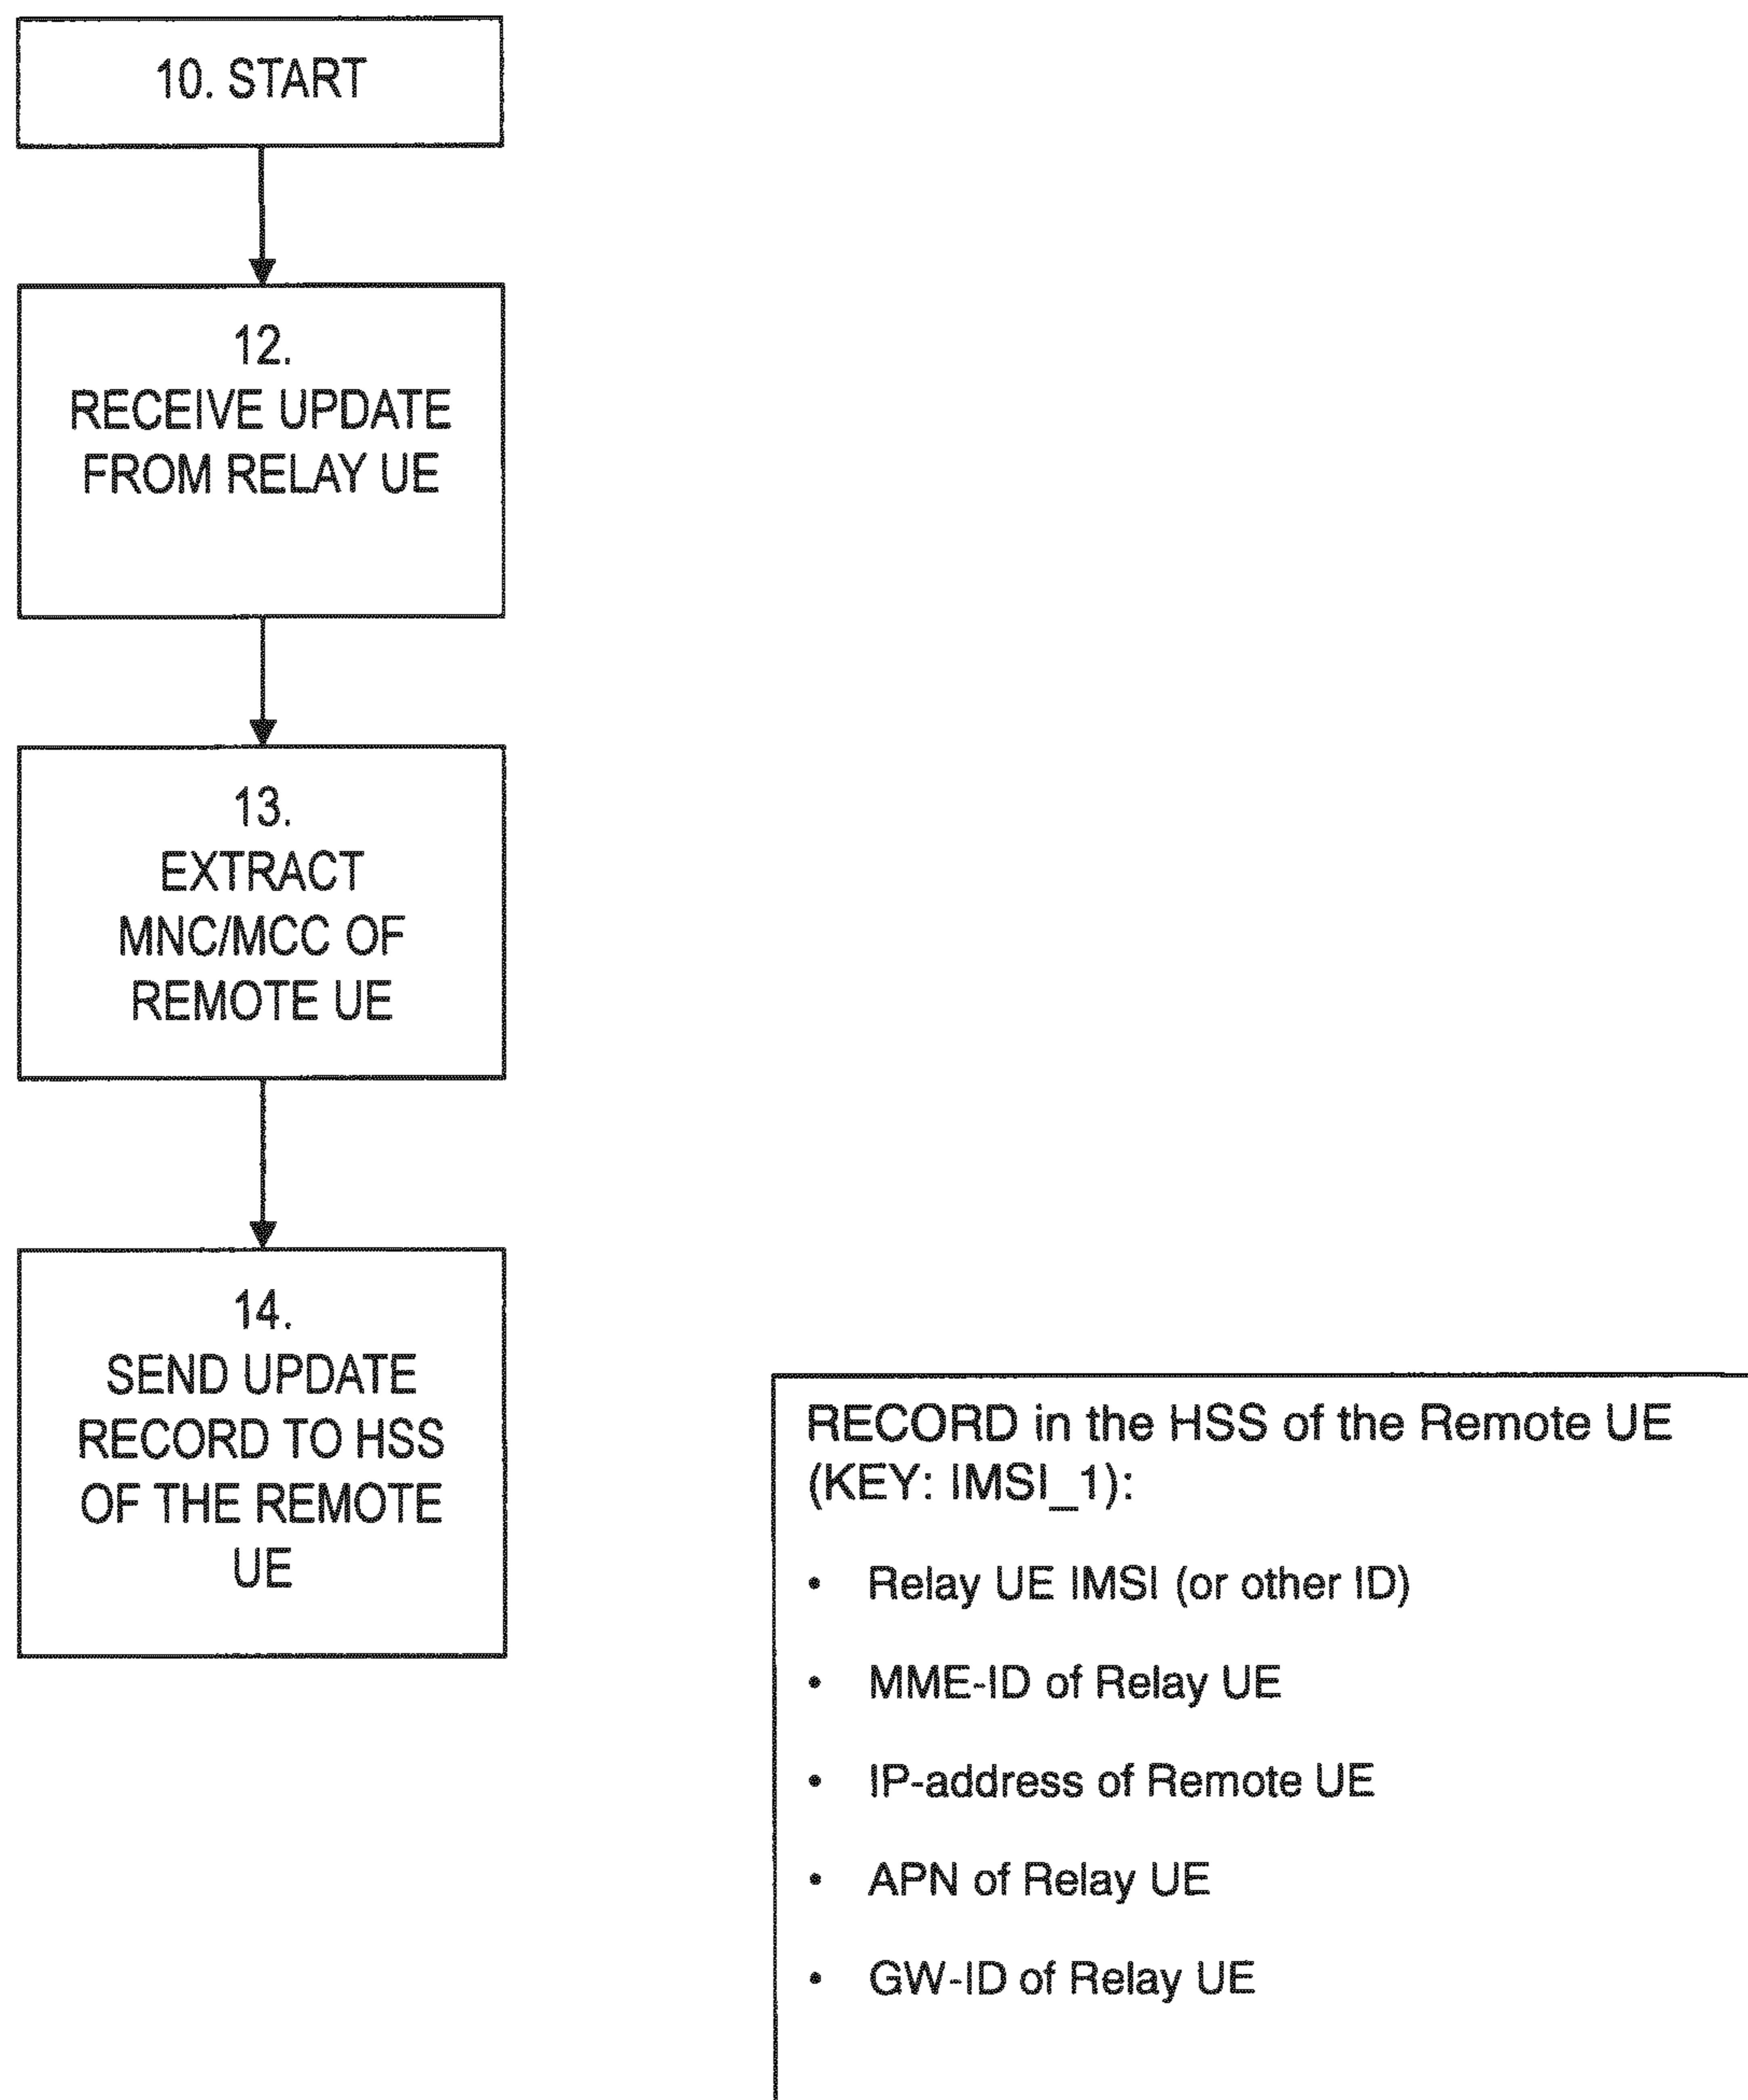 10. START
12.
RECEIVE UPDATE
FROM RELAY UE
13.
EXTRACT
MNC/MCC OF
REMOTE UE
14.
SEND UPDATE
RECORD TO HSS
OF THE REMOTE
UE
RECORD in the HSS of the Remote UE
(KEY: IMSI_1):
• Relay UE IMSI (or other ID)
• MME-ID of Relay UE
• IP-address of Remote UE
• APN of Relay UE
• GW-ID of Relay UE